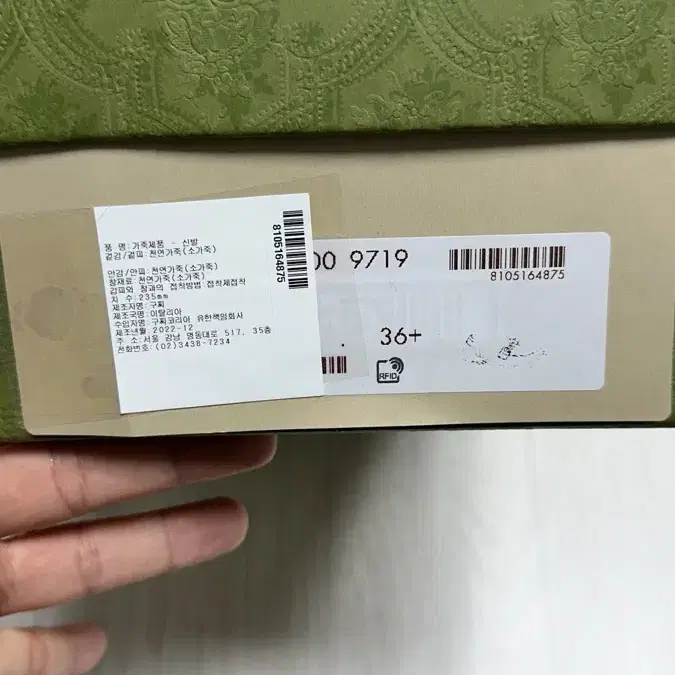 품 명:가죽제품 - 신발
겉감/겉피:천연가죽(소가죽)
안감/안피:천연가죽(소가죽)
창재료:천연가죽(소가죽)
갑피와 창과의 접착방법:접착제접착
치 수:235mm
제조자명:구찌
제조국명:이탈리아
수입자명:구찌코리아 유한책임회사
제조년월:2022-12
주 소:서울 강남 영동대로 517, 35층
전화번호:(02)3438-7234
8105164875
00 9719
8105164875
36+
RFID